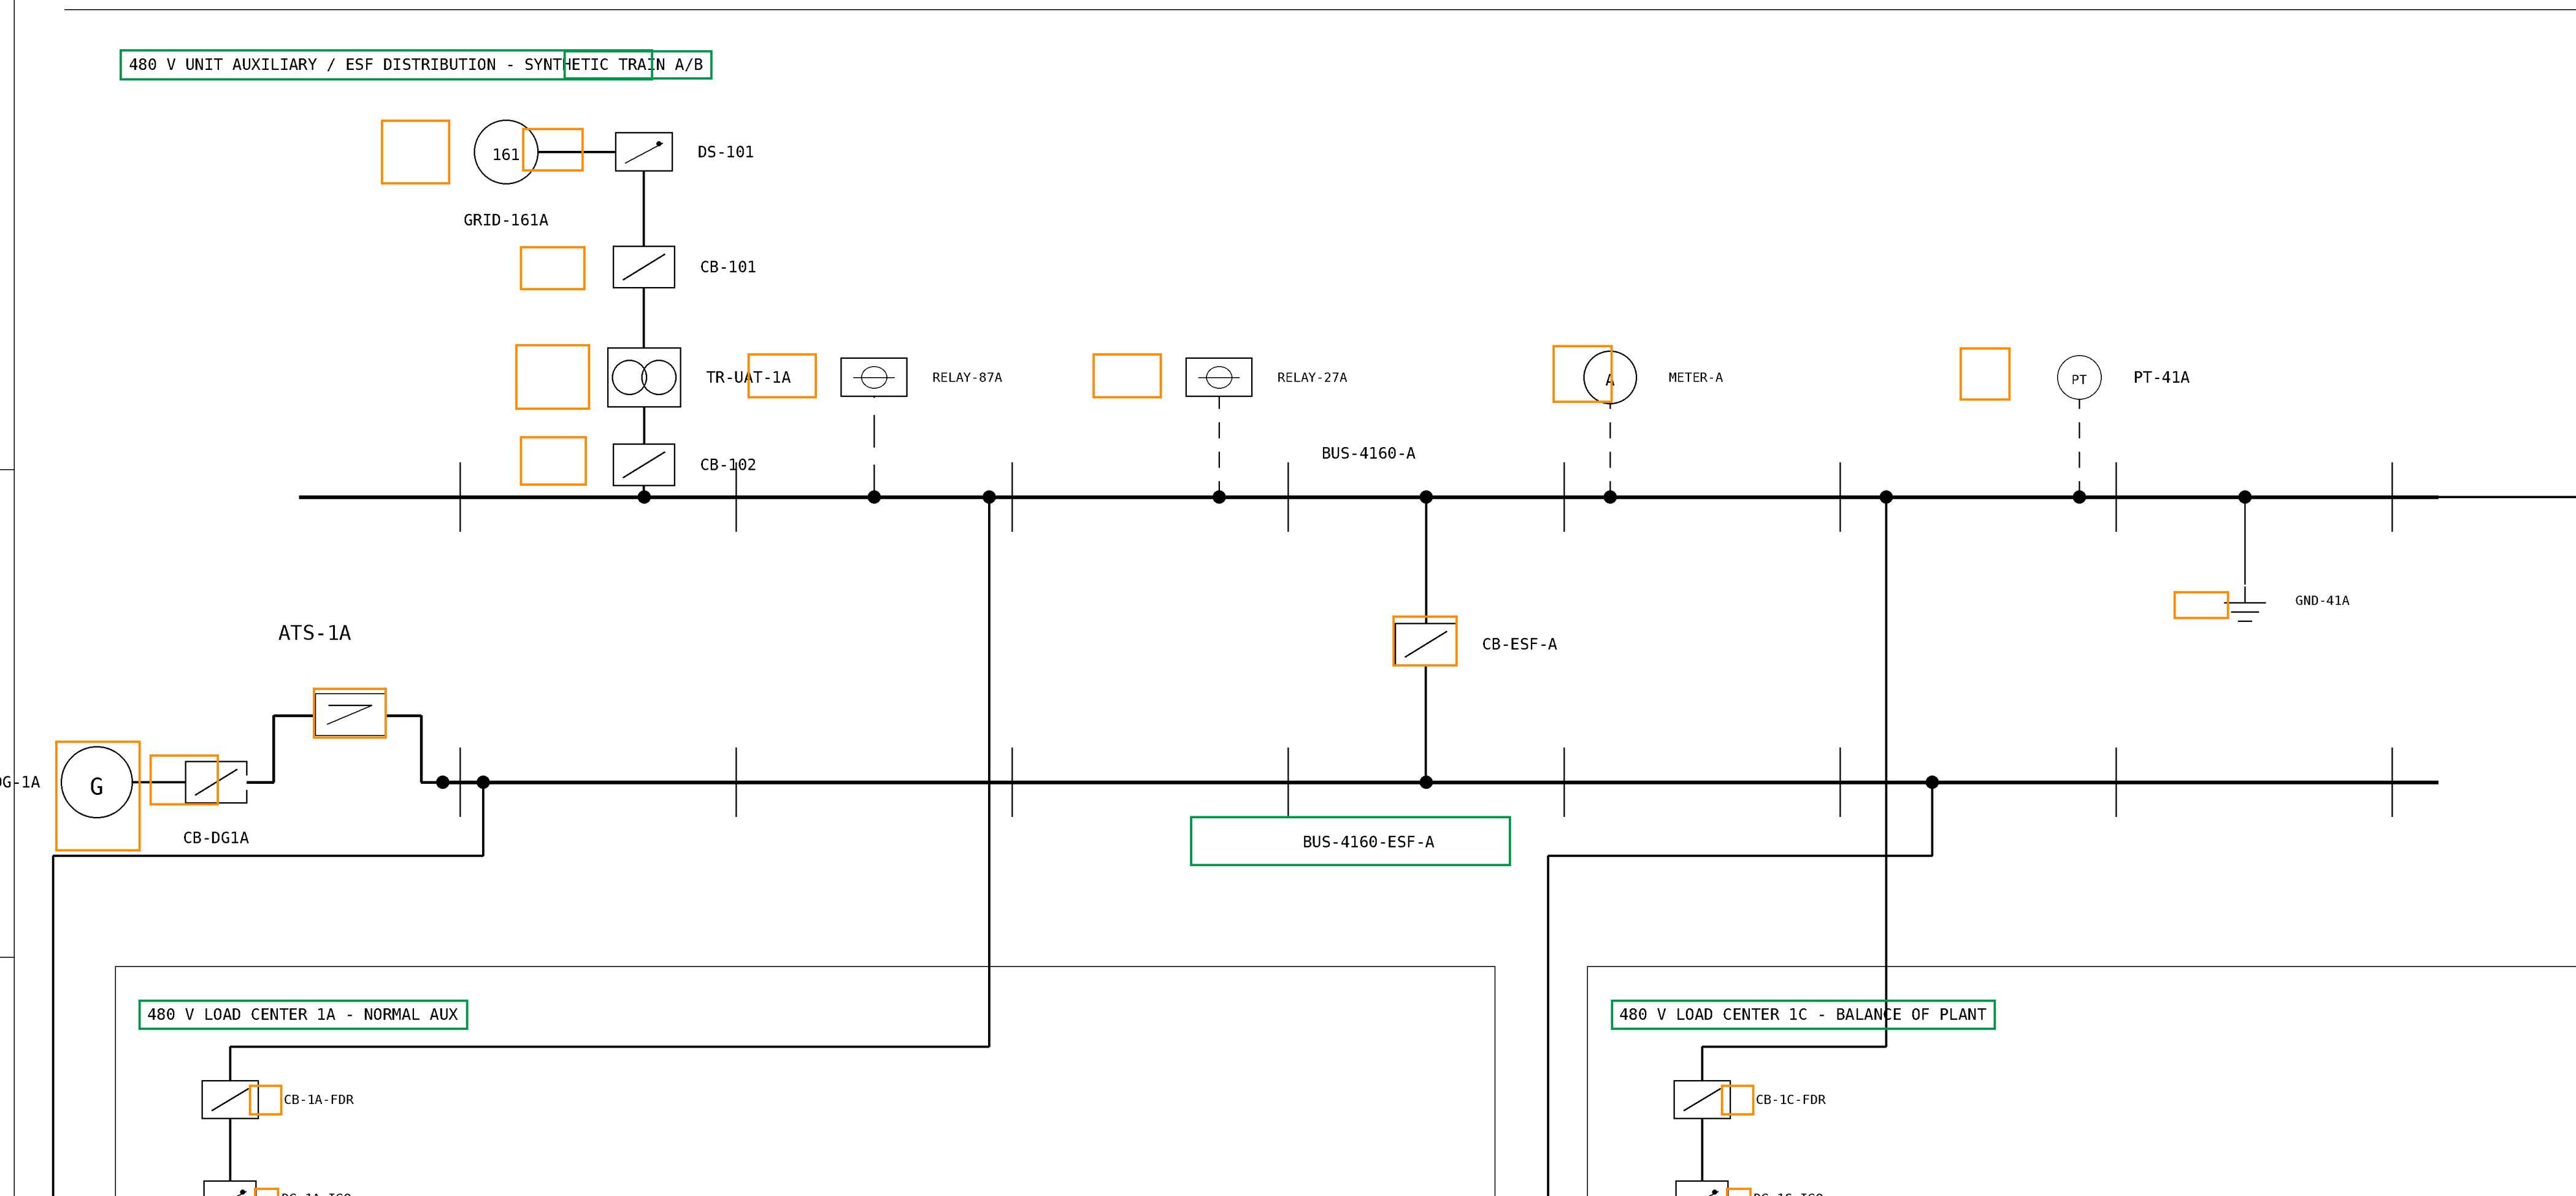 480 V UNIT AUXILIARY / ESF DISTRIBUTION - SYNTHETIC TRAIN A/B
161
DS-101
GRID-161A
CB-101
TR-UAT-1A
RELAY-87A
RELAY-27A
A
METER-A
PT
PT-41A
BUS-4160-A
CB-102
GND-41A
ATS-1A
CB-ESF-A
G-1A
G
CB-DG1A
BUS-4160-ESF-A
480 V LOAD CENTER 1A - NORMAL AUX
480 V LOAD CENTER 1C - BALANCE OF PLANT
CB-1A-FDR
CB-1C-FDR